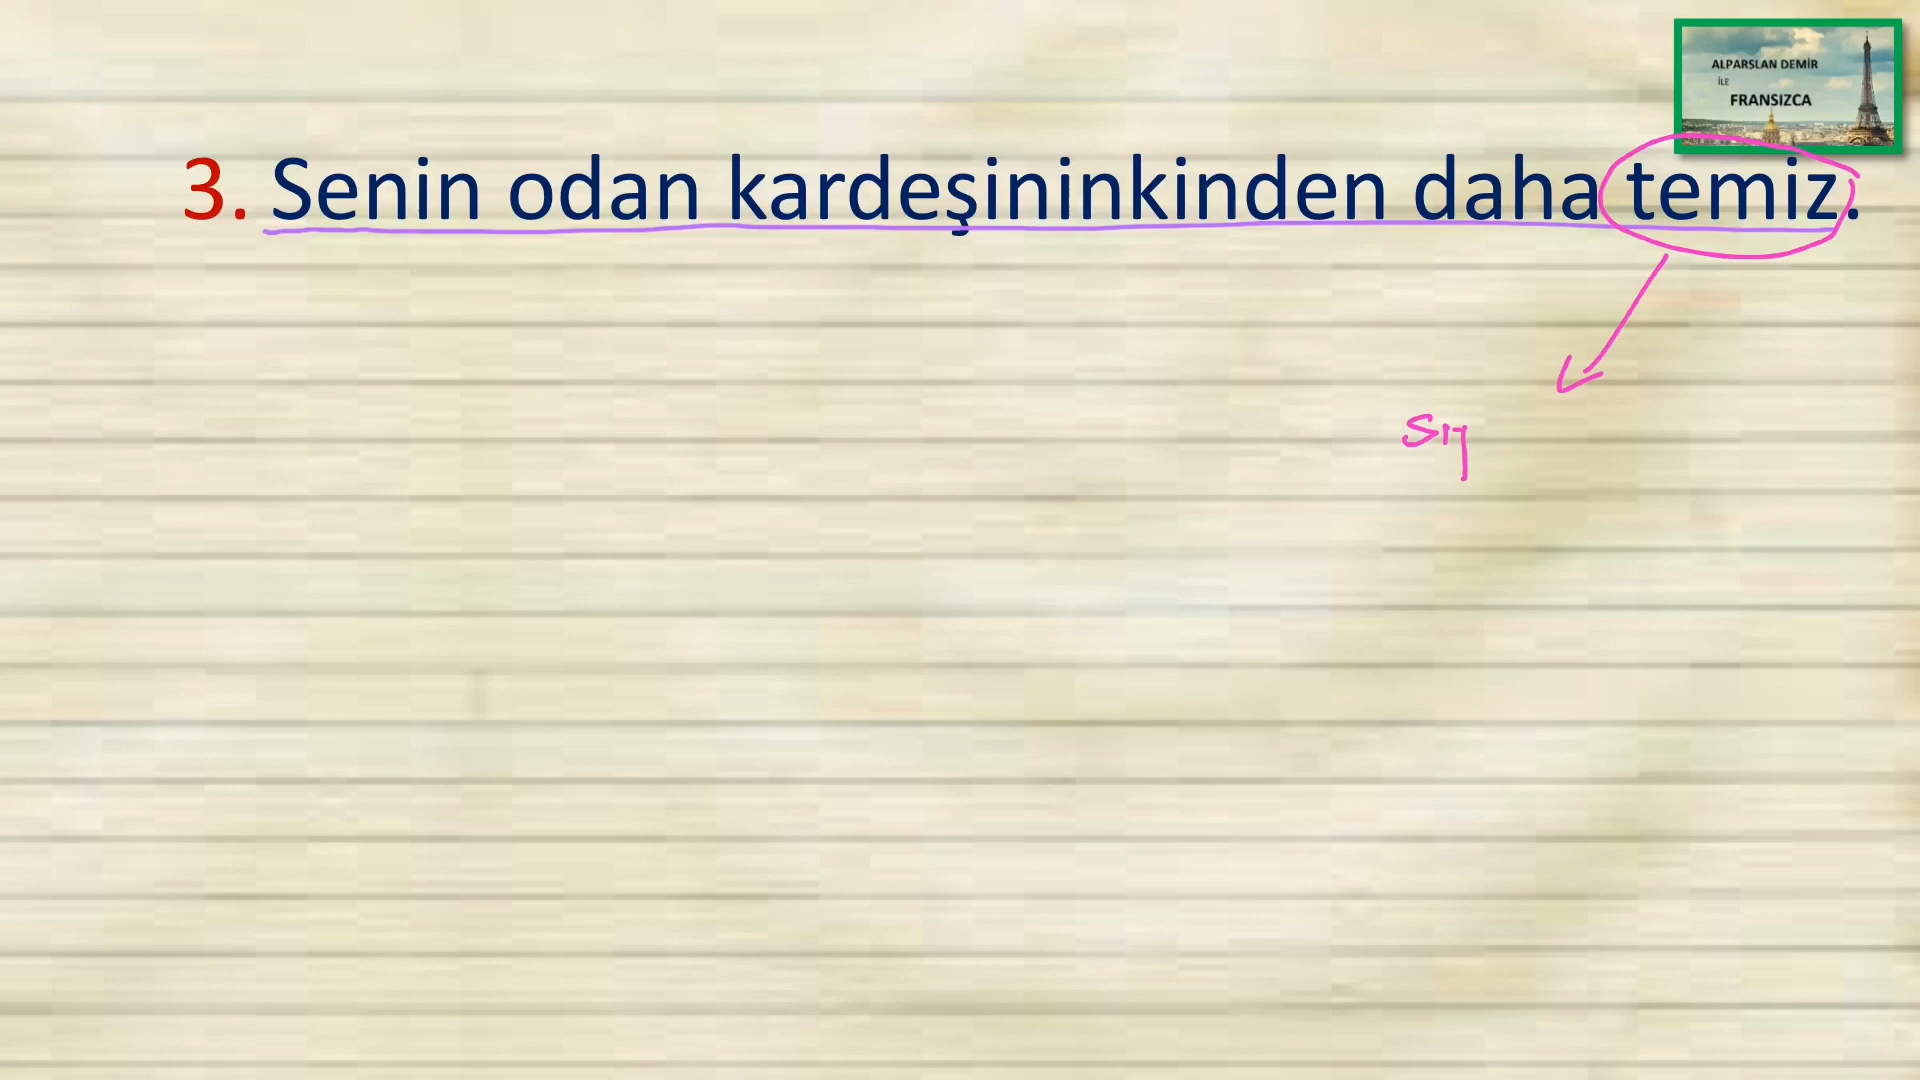 ALPARSLAN DEMİR
İLE
FRANSIZCA
3. Senin odan kardeşininkinden daha temiz.